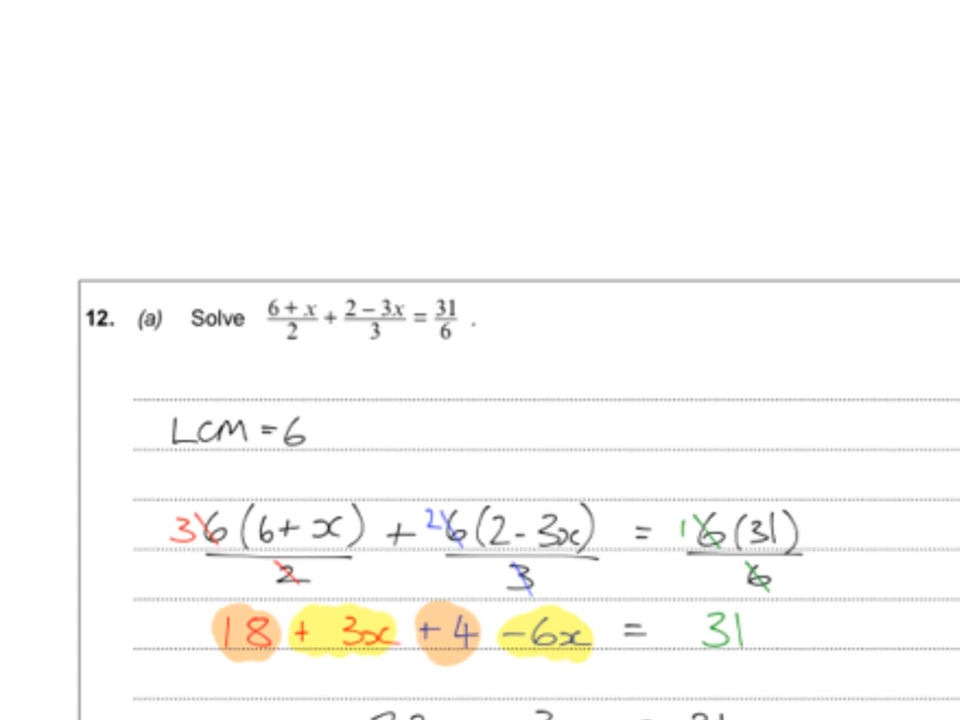 12. (a) Solve (6 + x)/2 + (2 – 3x)/3 = 31/6 .
LCM = 6
3 6(6 + x)/2 + 2 6(2 - 3x)/3 = 1 6(31)/6
18 + 3x + 4 - 6x = 31